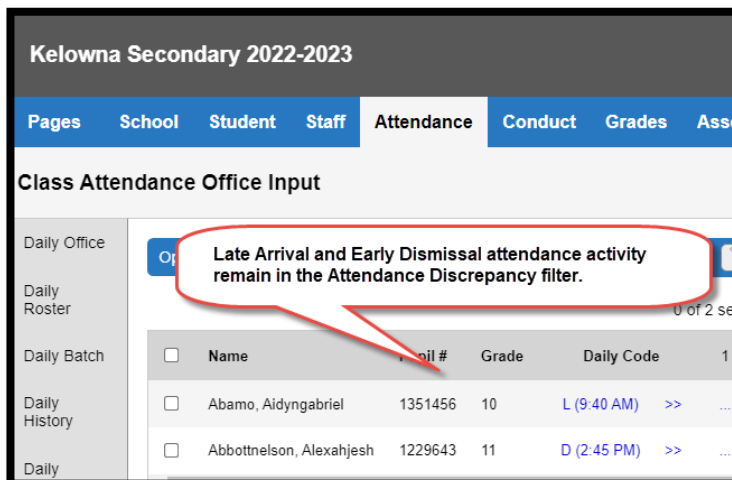 Kelowna Secondary 2022-2023
Pages School Student Staff Attendance Conduct Grades
Class Attendance Office Input
Daily Office
Daily
Roster
Daily Batch
Daily
History
Daily
Late Arrival and Early Dismissal attendance activity
remain in the Attendance Discrepancy filter.
0 of 2
Name # Grade Daily Code 1
Abamo, Aidyngabriel 1351456 10 L (9:40 AM) >> ...
Abbottnelson, Alexahjesh 1229643 11 D (2:45 PM) >> ...